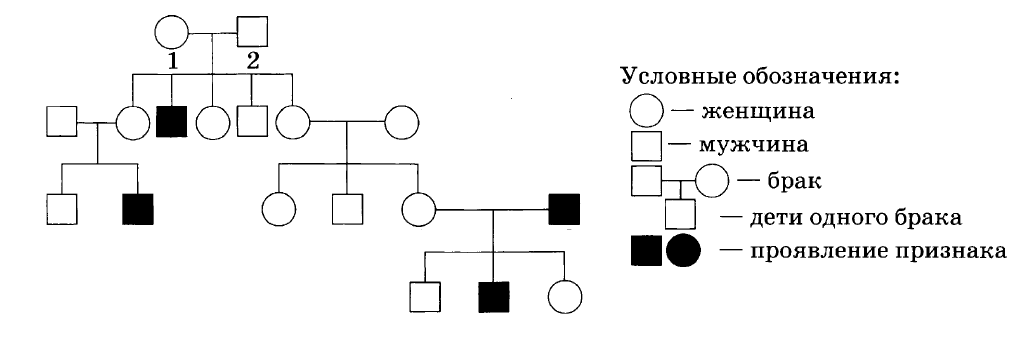 1 2
Условные обозначения:
— женщина
— мужчина
— брак
— дети одного брака
— проявление признака